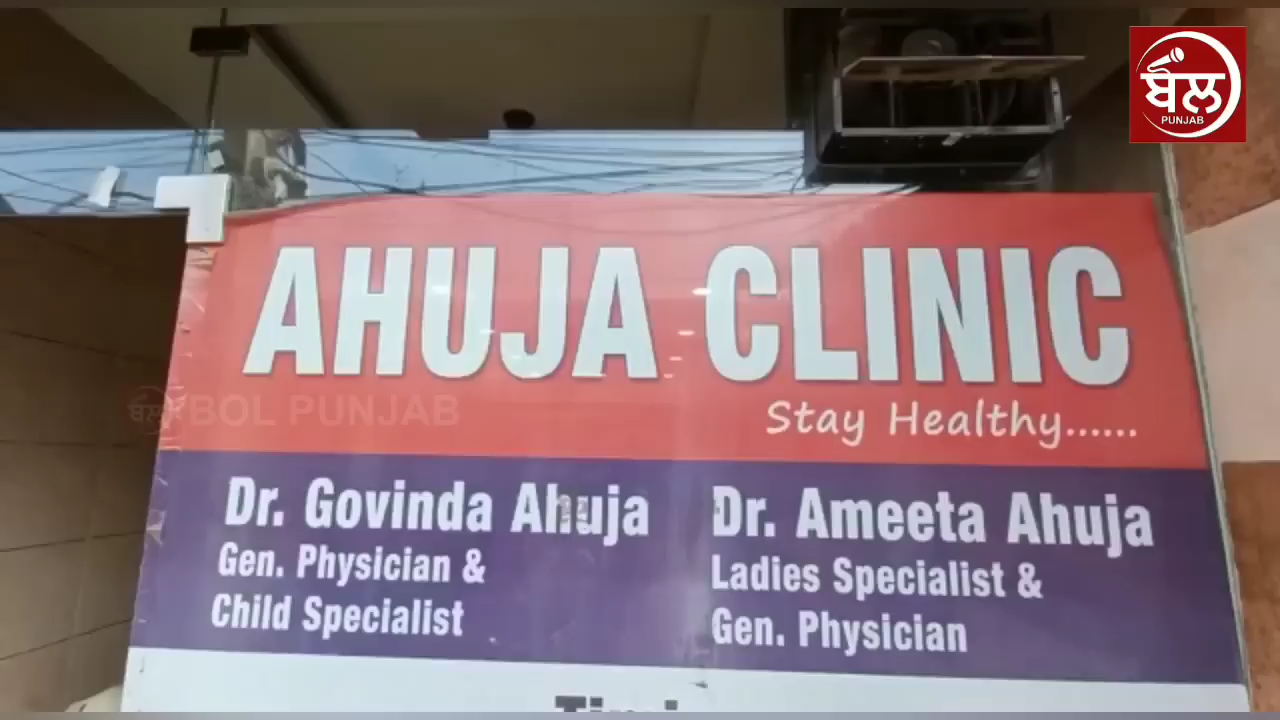 ਬੋਲ
PUNJAB
AHUJA CLINIC
Stay Healthy......
ਬੋਲ BOL PUNJAB
Dr. Govinda Ahuja
Gen. Physician &
Child Specialist
Dr. Ameeta Ahuja
Ladies Specialist &
Gen. Physician